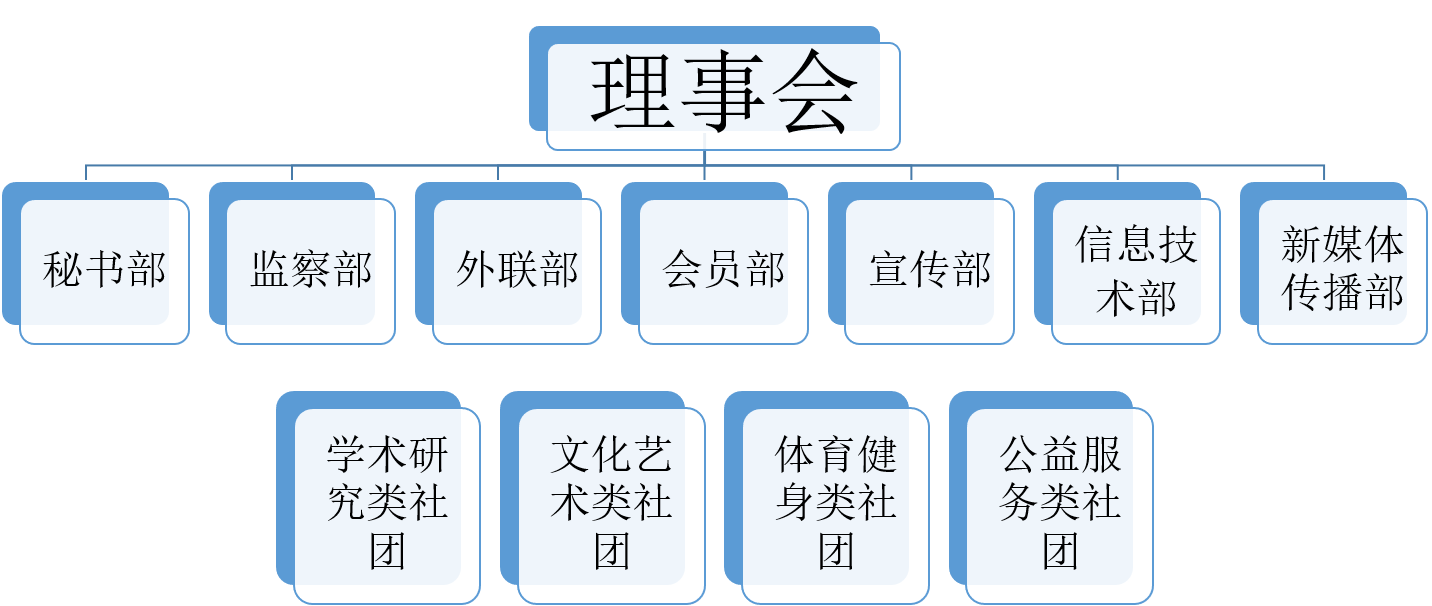 理事会
秘书部
监察部
外联部
会员部
宣传部
信息技
术部
新媒体
传播部
学术研
究类社
团
文化艺
术类社
团
体育健
身类社
团
公益服
务类社
团